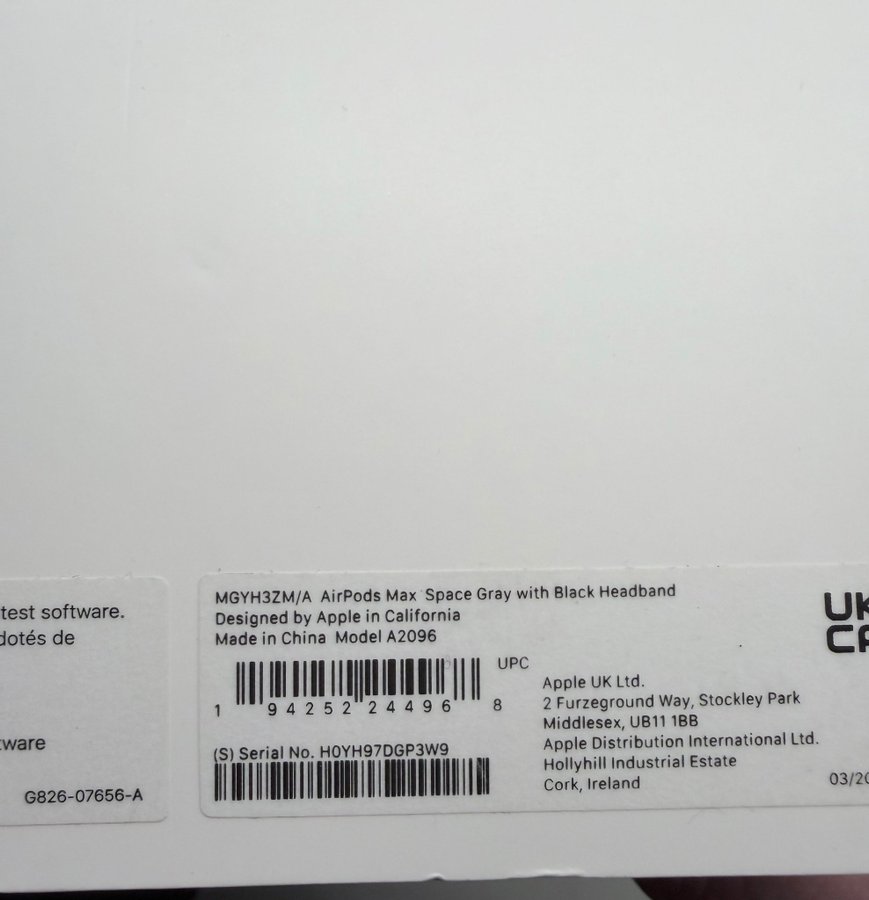 test software.
dotés de
tware
G826-07656-A
MGYH3ZM/A AirPods Max Space Gray with Black Headband
Designed by Apple in California
Made in China Model A2096
UPC
1 94252 24496 8
(S) Serial No. H0YH97DGP3W9
Apple UK Ltd.
2 Furzeground Way, Stockley Park
Middlesex, UB11 1BB
Apple Distribution International Ltd.
Hollyhill Industrial Estate
Cork, Ireland
UK
CA
03/20